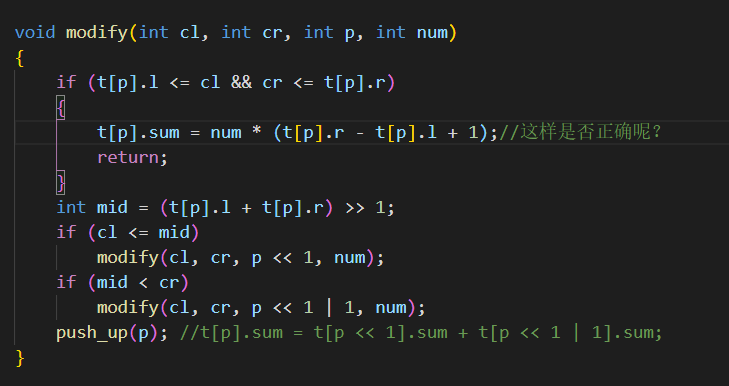 void modify(int cl, int cr, int p, int num)
{
    if (t[p].l <= cl && cr <= t[p].r)
    {
        t[p].sum = num * (t[p].r - t[p].l + 1);//这样是否正确呢?
        return;
    }
    int mid = (t[p].l + t[p].r) >> 1;
    if (cl <= mid)
        modify(cl, cr, p << 1, num);
    if (mid < cr)
        modify(cl, cr, p << 1 | 1, num);
    push_up(p); //t[p].sum = t[p << 1].sum + t[p << 1 | 1].sum;
}